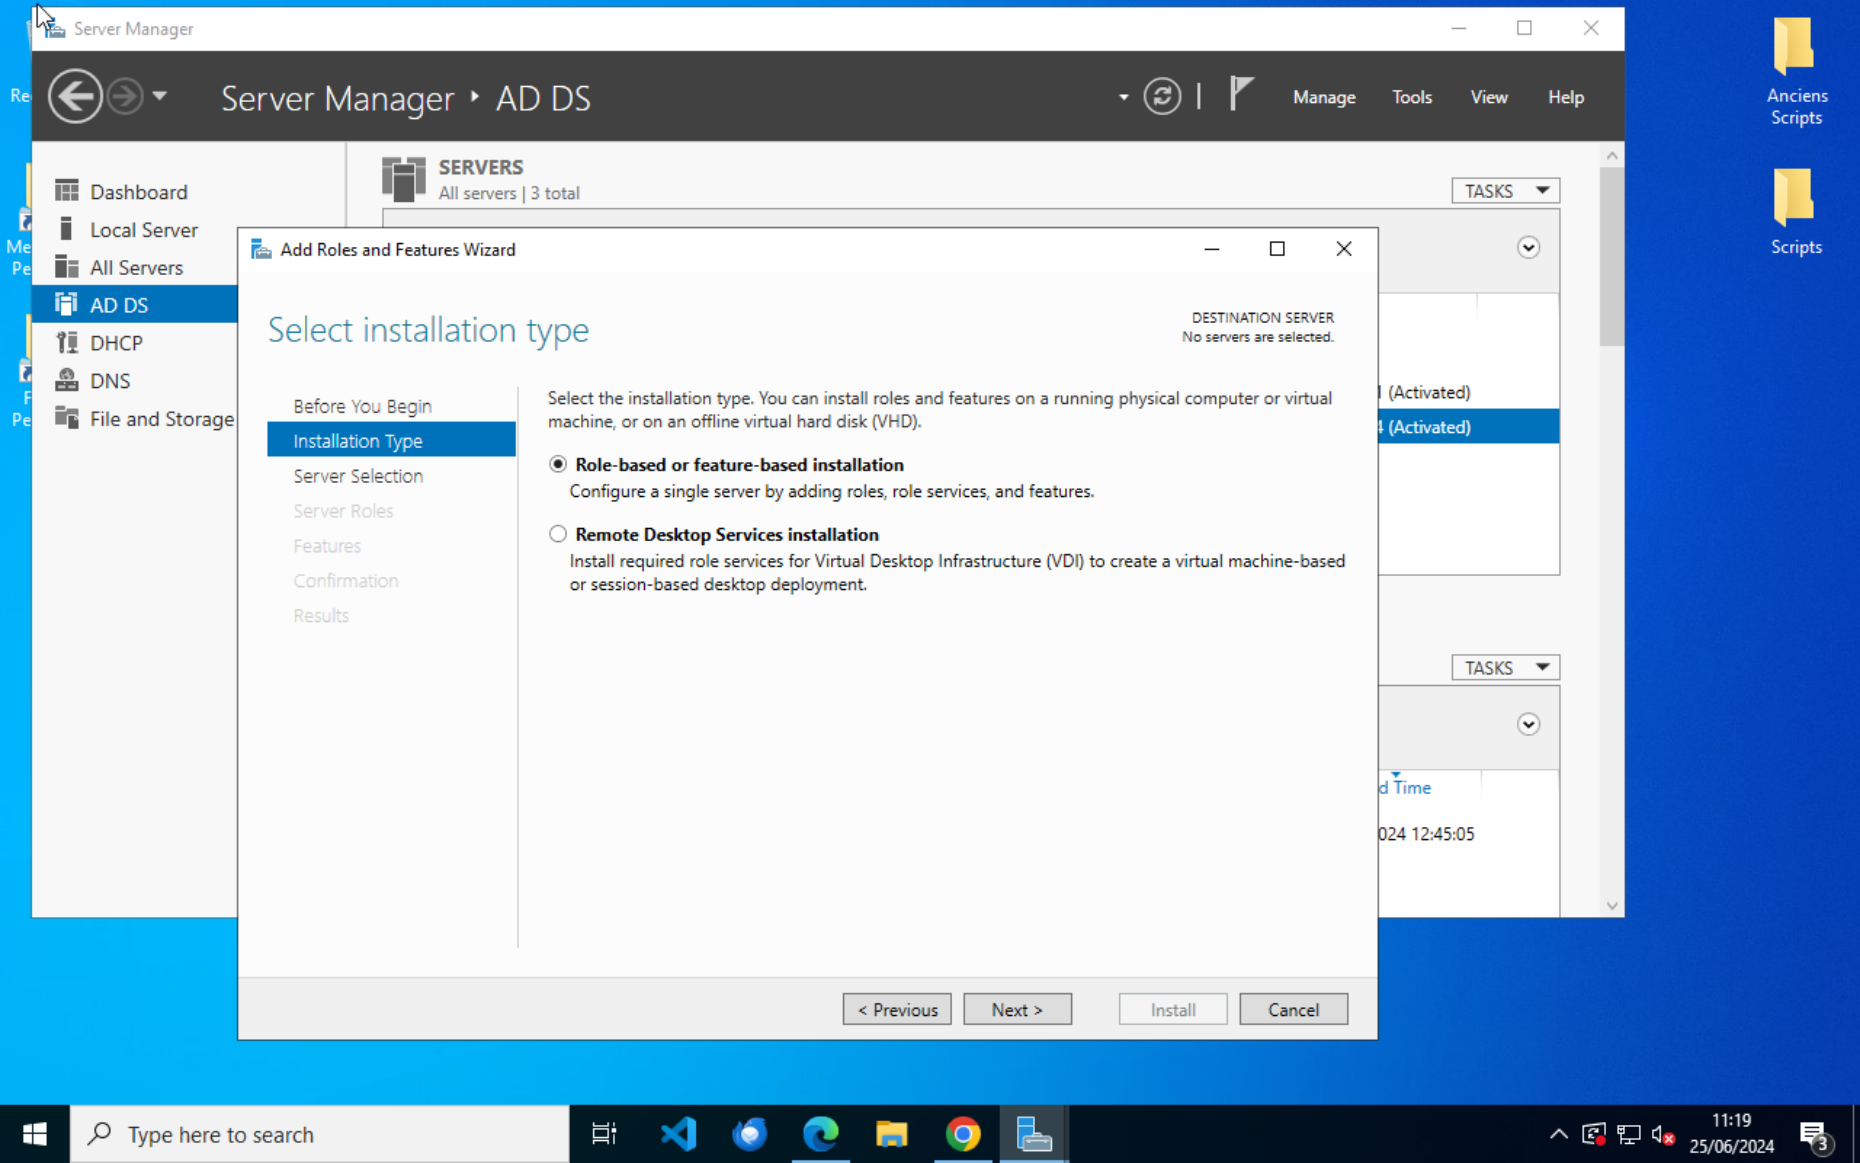 Server Manager
Server Manager ‣ AD DS
Manage
Tools
View
Help
Dashboard
Local Server
All Servers
AD DS
DHCP
DNS
File and Storage
SERVERS
All servers | 3 total
TASKS
Add Roles and Features Wizard
Select installation type
DESTINATION SERVER
No servers are selected.
Before You Begin
Installation Type
Server Selection
Server Roles
Features
Confirmation
Results
Select the installation type. You can install roles and features on a running physical computer or virtual
machine, or on an offline virtual hard disk (VHD).
Role-based or feature-based installation
Configure a single server by adding roles, role services, and features.
Remote Desktop Services installation
Install required role services for Virtual Desktop Infrastructure (VDI) to create a virtual machine-based
or session-based desktop deployment.
< Previous
Next >
Install
Cancel
(Activated)
4 (Activated)
TASKS
d Time
024 12:45:05
Re
Me
Pe
F
Pe
Anciens
Scripts
Scripts
Type here to search
11:19
25/06/2024
3